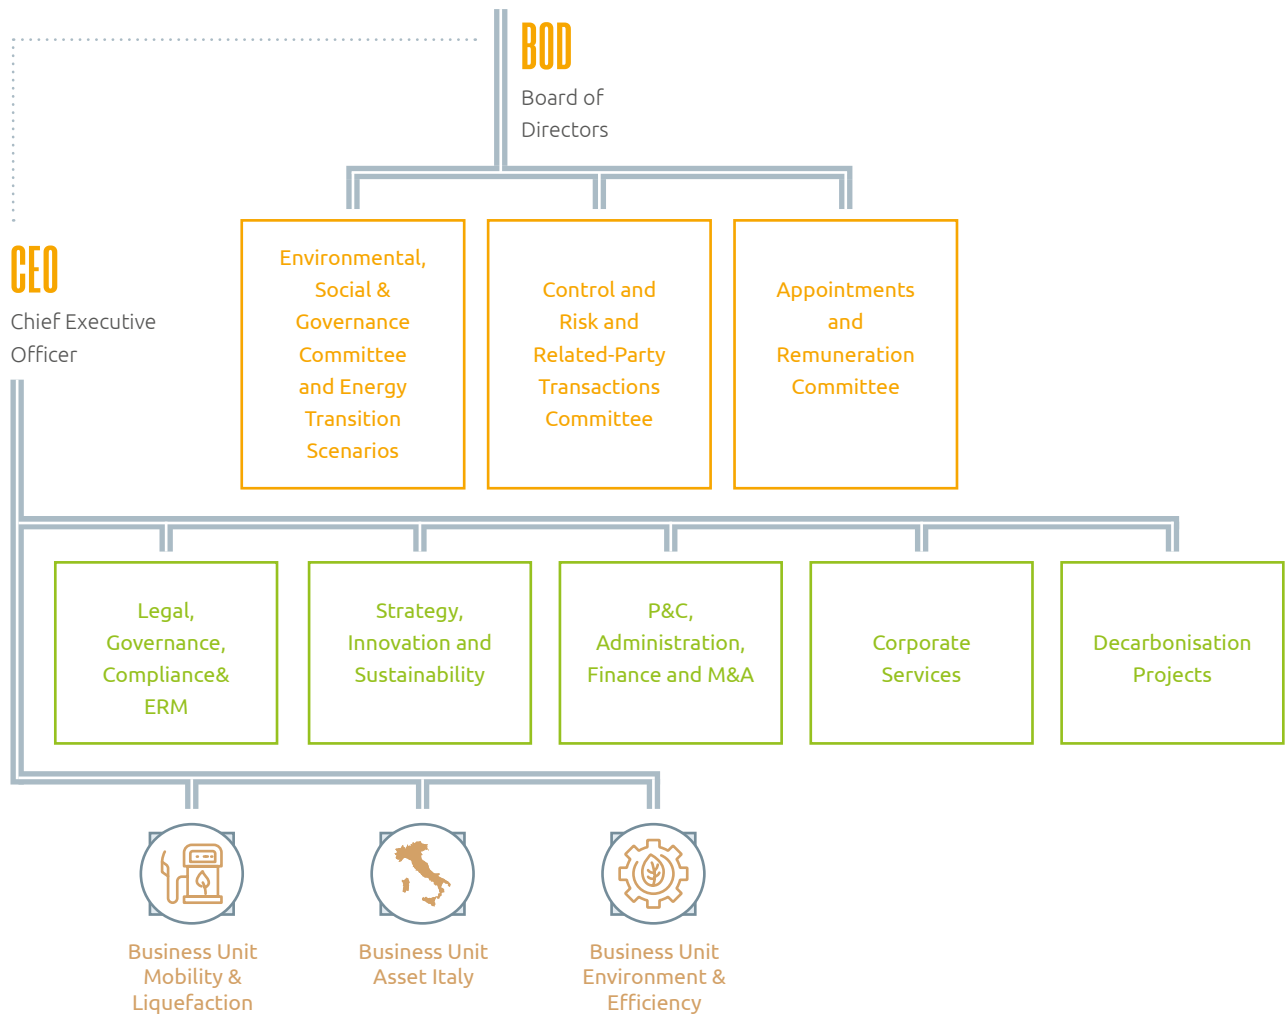 BOD
Board of
Directors
CEO
Chief Executive
Officer
Environmental,
Social &
Governance
Committee
and Energy
Transition
Scenarios
Control and
Risk and
Related-Party
Transactions
Committee
Appointments
and
Remuneration
Committee
Legal,
Governance,
Compliance&
ERM
Strategy,
Innovation and
Sustainability
P&C,
Administration,
Finance and M&A
Corporate
Services
Decarbonisation
Projects
Business Unit
Mobility &
Liquefaction
Business Unit
Asset Italy
Business Unit
Environment &
Efficiency